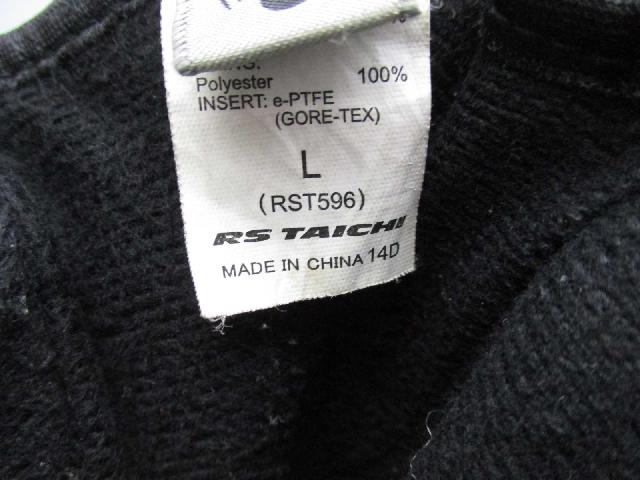 Polyester 100%
INSERT: e-PTFE
(GORE-TEX)
L
(RST596)
RS TAICHI
MADE IN CHINA 14D